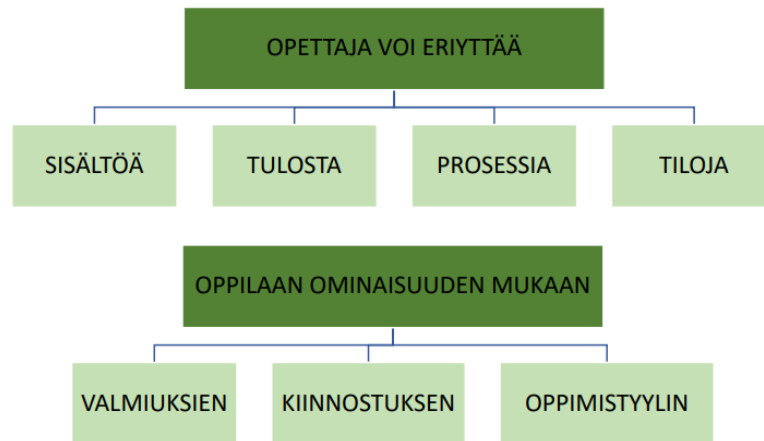 OPETTAJA VOI ERIYTTÄÄ
SISÄLTÖÄ
TULOSTA
PROSESSIA
TILOJA
OPPILAAN OMINAISUUDEN MUKAAN
VALMIUKSIEN
KIINNOSTUKSEN
OPPIMISTYYLIN